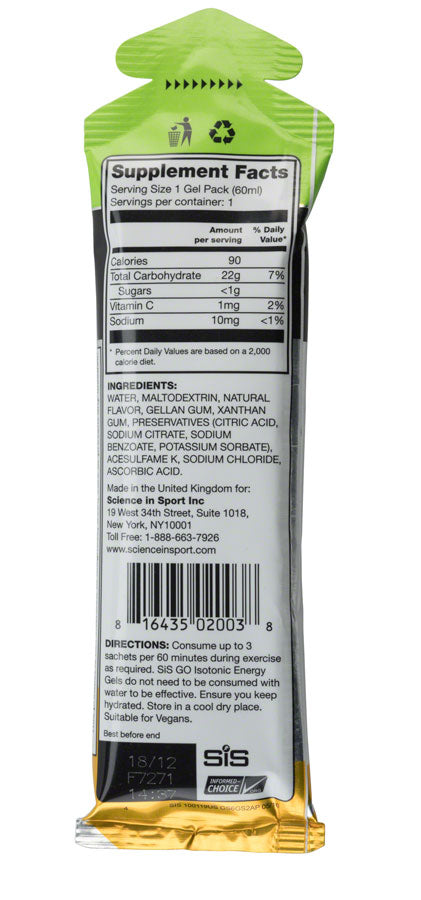 Supplement Facts
Serving Size 1 Gel Pack (60ml)
Servings per container: 1
Amount % Daily
per serving Value*
Calories 90
Total Carbohydrate 22g 7%
Sugars <1g
Vitamin C 1mg 2%
Sodium 10mg <1%
* Percent Daily Values are based on a 2,000
calorie diet.
INGREDIENTS:
WATER, MALTODEXTRIN, NATURAL
FLAVOR, GELLAN GUM, XANTHAN
GUM, PRESERVATIVES (CITRIC ACID,
SODIUM CITRATE, SODIUM
BENZOATE, POTASSIUM SORBATE),
ACESULFAME K, SODIUM CHLORIDE,
ASCORBIC ACID.
Made in the United Kingdom for:
Science in Sport Inc
19 West 34th Street, Suite 1018,
New York, NY10001
Toll Free: 1-888-663-7926
www.scienceinsport.com
8 16435 02003 8
DIRECTIONS: Consume up to 3
sachets per 60 minutes during exercise
as required. SiS GO Isotonic Energy
Gels do not need to be consumed with
water to be effective. Ensure you keep
hydrated. Store in a cool dry place.
Suitable for Vegans.
Best before end
18/12
F7271
14:37
SiS
INFORMED-
CHOICE
.ORG
4